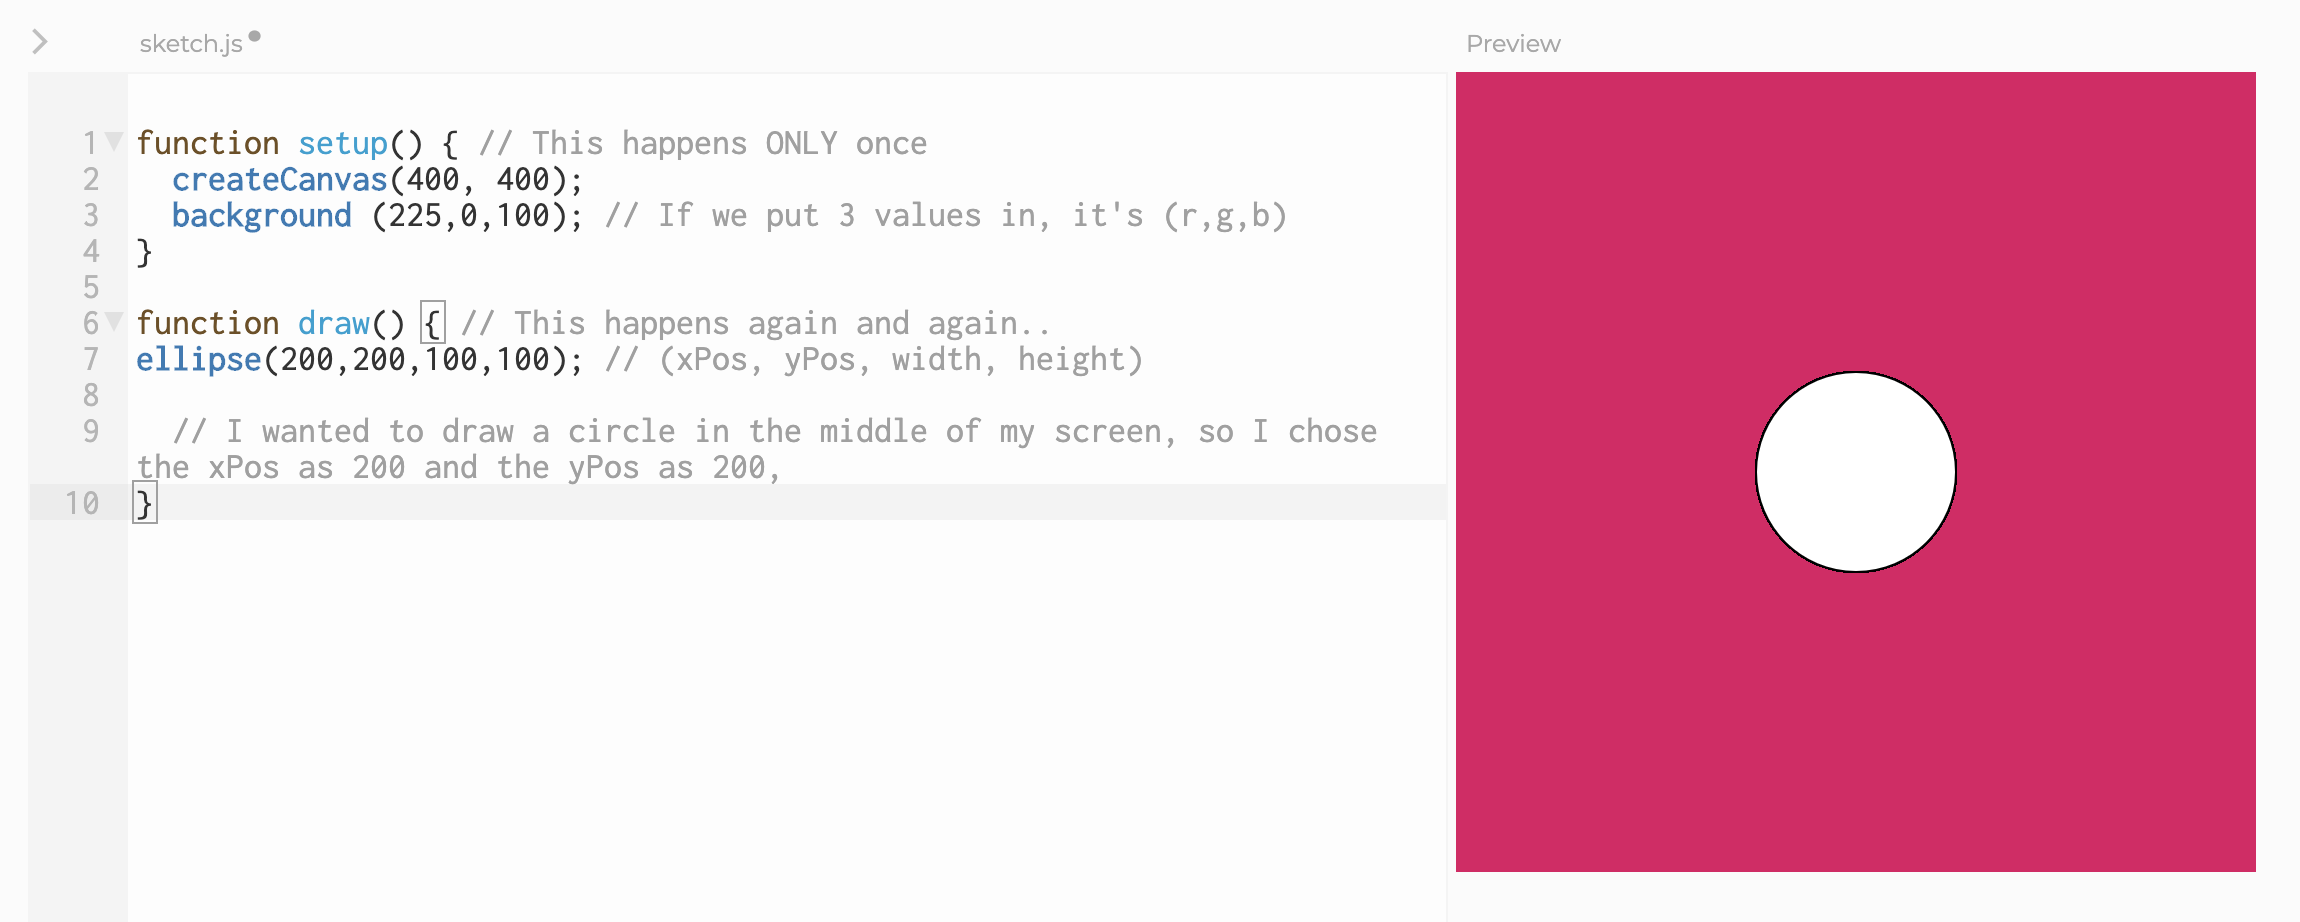 sketch.js
Preview
1 function setup() { // This happens ONLY once
2 createCanvas(400, 400);
3 background (225,0,100); // If we put 3 values in, it's (r,g,b)
4 }
5
6 function draw() { // This happens again and again..
7 ellipse(200,200,100,100); // (xPos, yPos, width, height)
8
9 // I wanted to draw a circle in the middle of my screen, so I chose
the xPos as 200 and the yPos as 200,
10 }